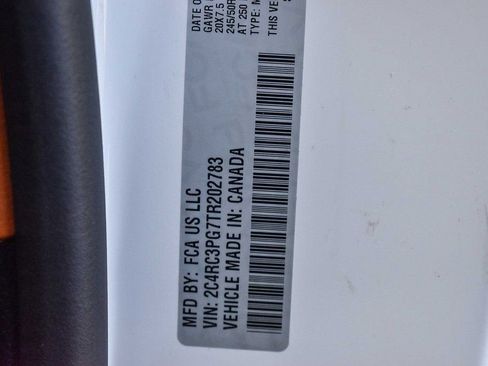 DATE O
GAWR
20X7.5
245/50R
AT 250
TYPE: M
THIS VE
MFD BY: FCA US LLC
VIN: 2C4RC3PG7TR202783
VEHICLE MADE IN: CANADA